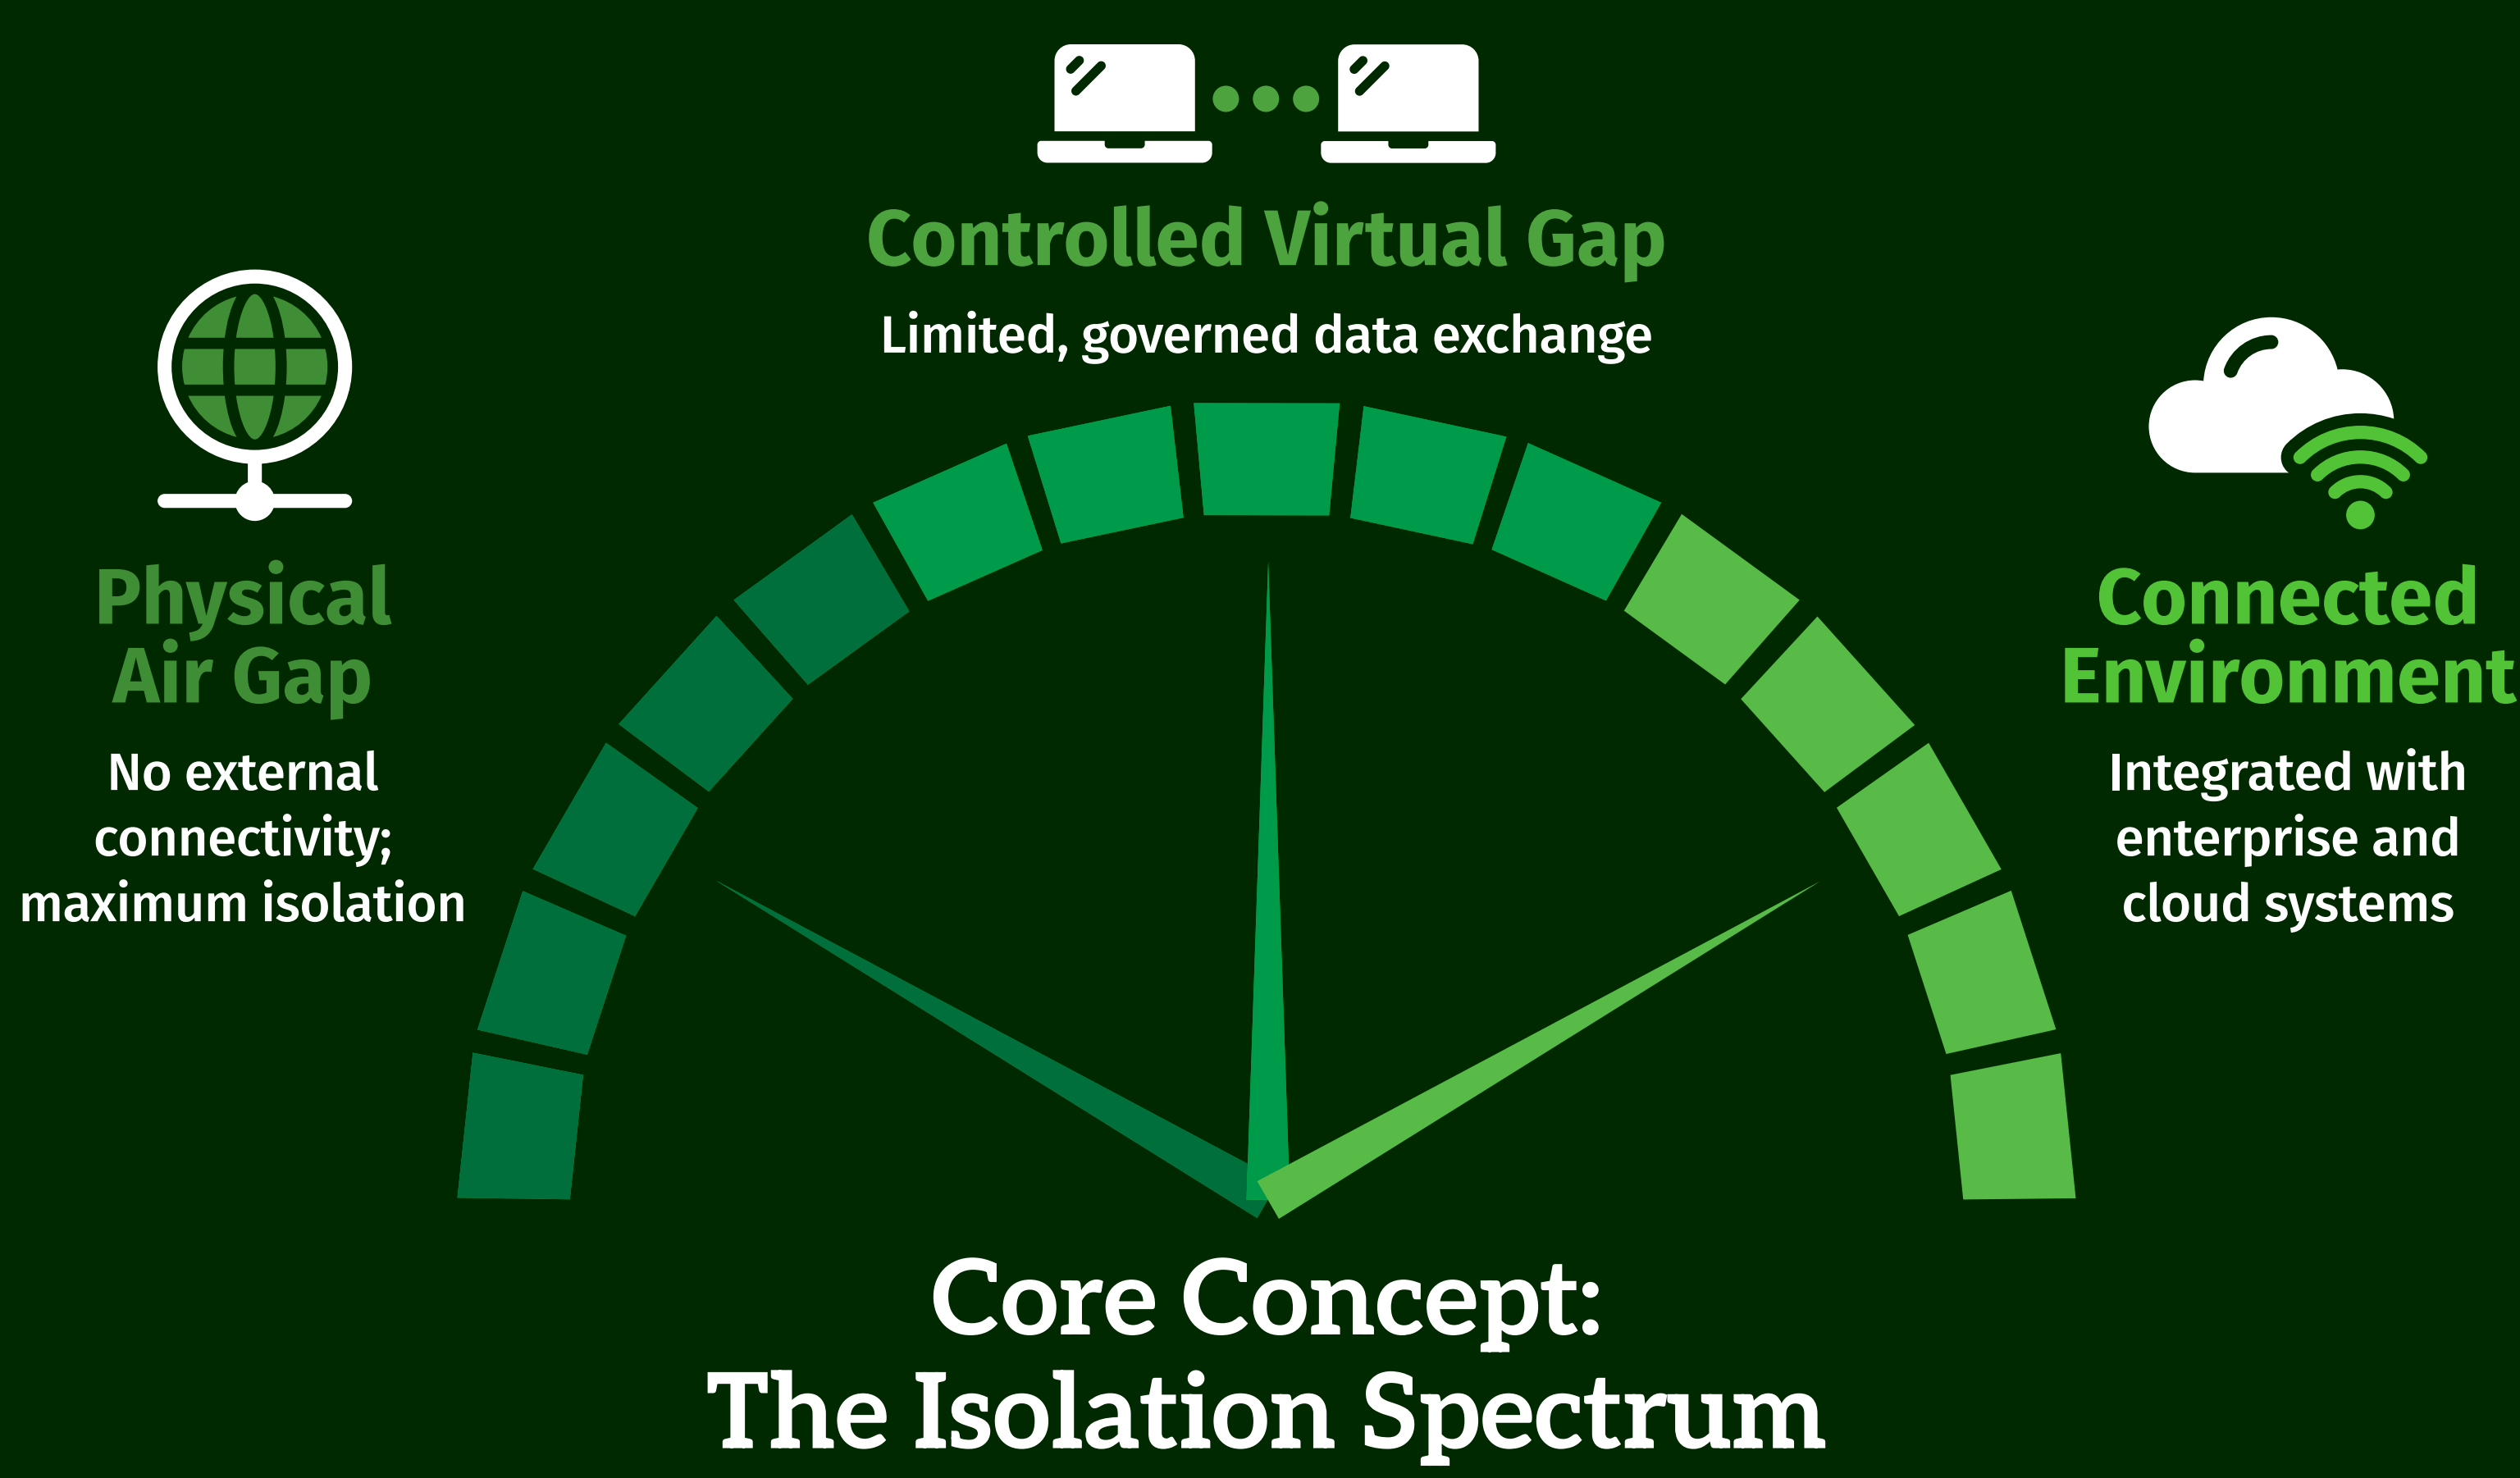 Controlled Virtual Gap
Limited, governed data exchange
Physical
Air Gap
No external
connectivity;
maximum isolation
Connected
Environment
Integrated with
enterprise and
cloud systems
Core Concept:
The Isolation Spectrum